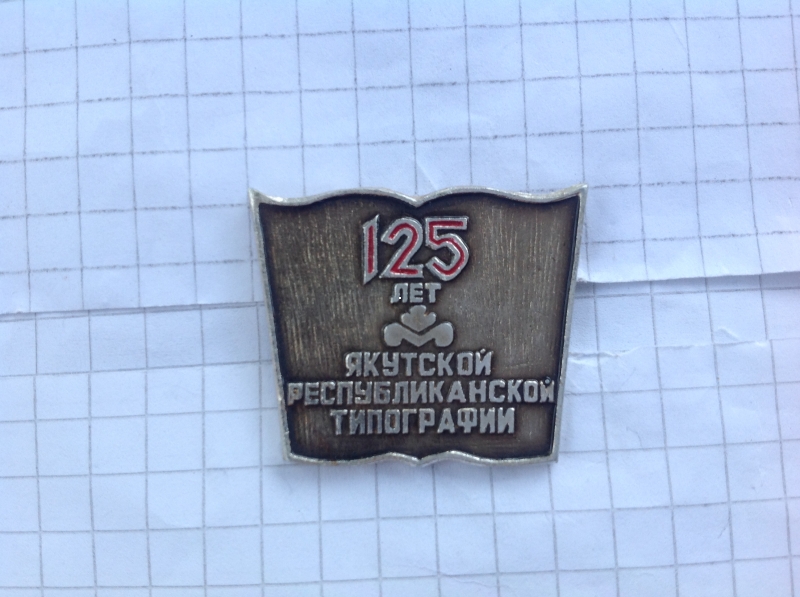 125
ЛЕТ
ЯКУТСКОЙ
РЕСПУБЛИКАНСКОЙ
ТИПОГРАФИИ